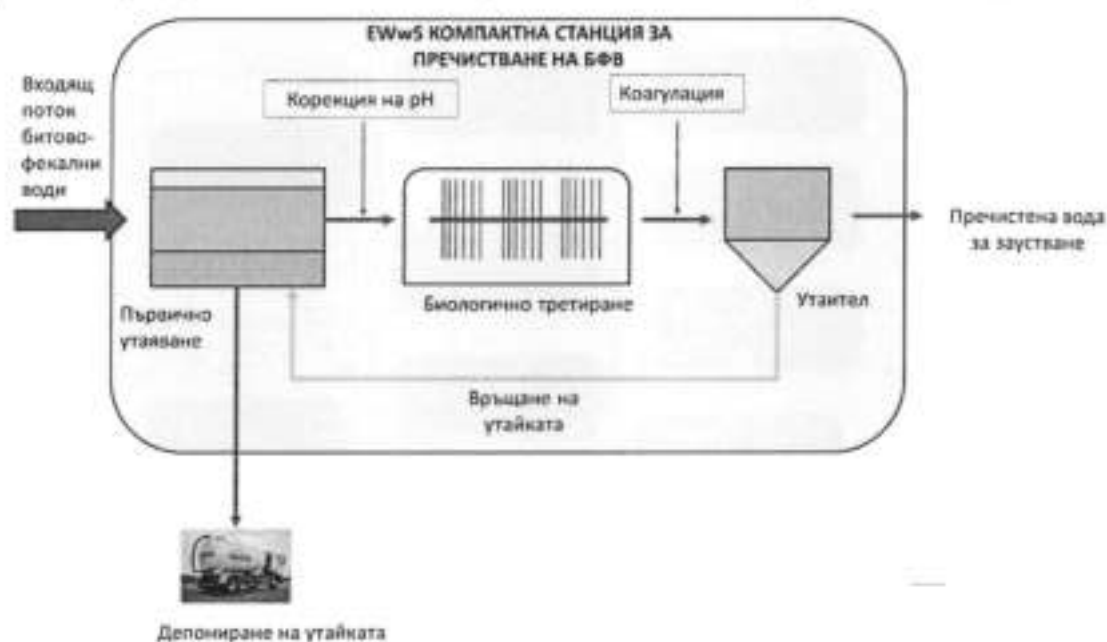 EWwS КОМПАКТНА СТАНЦИЯ ЗА
ПРЕЧИСТВАНЕ НА БФВ
Входящ
поток
битово-
фекални
води
Корекция на pH
Коагулация
Пречистена вода
за заустване
Първично
утаяване
Биологично третиране
Утаител
Връщане на
утайката
Депониране на утайката